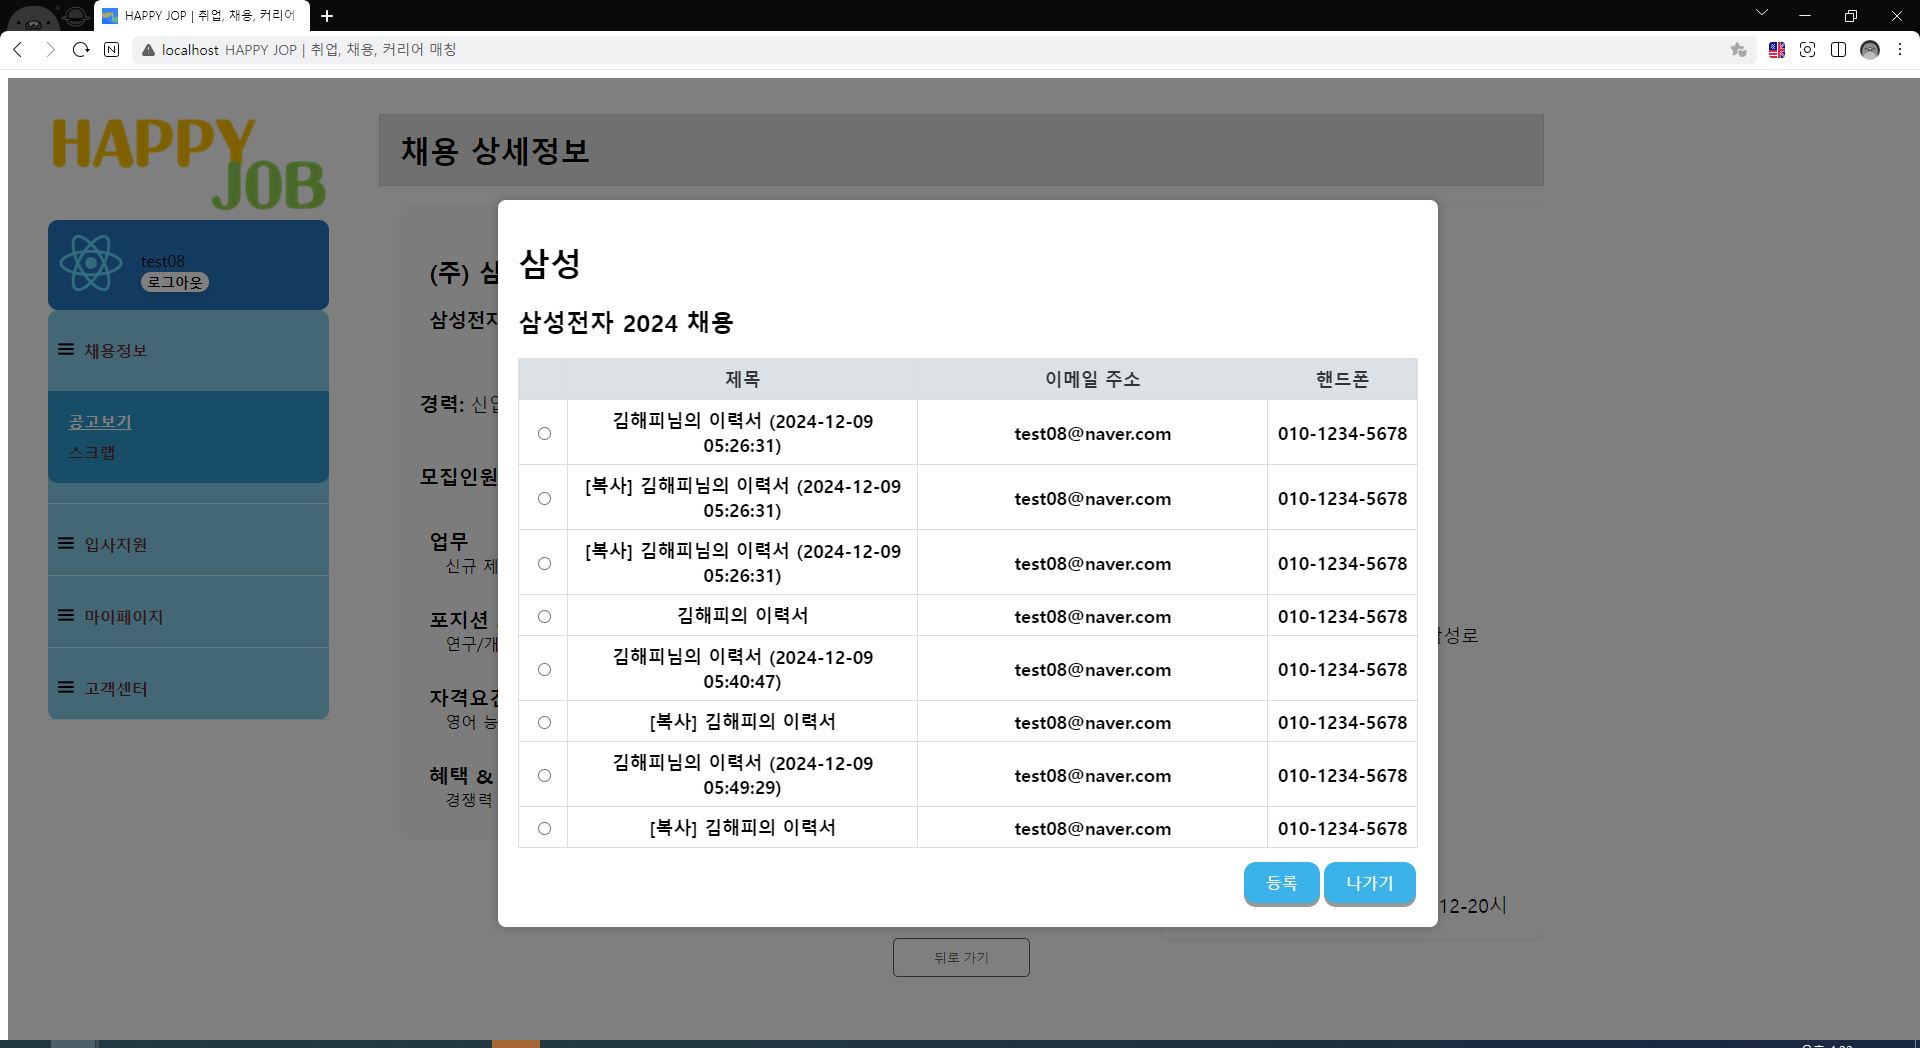 HAPPY JOP | 취업, 채용, 커리어
localhost HAPPY JOP | 취업, 채용, 커리어 매칭
HAPPY
JOB
test08
로그아웃
채용정보
공고보기
스크랩
입사지원
마이페이지
고객센터
채용 상세정보
(주) 삼
삼성전자
경력: 신입
모집인원
업무
신규 제
포지션
연구/개
자격요건
영어 능
혜택 &
경쟁력
삼성
삼성전자 2024 채용
제목 이메일 주소 핸드폰
김해피님의 이력서 (2024-12-09
05:26:31) test08@naver.com 010-1234-5678
[복사] 김해피님의 이력서 (2024-12-09
05:26:31) test08@naver.com 010-1234-5678
[복사] 김해피님의 이력서 (2024-12-09
05:26:31) test08@naver.com 010-1234-5678
김해피의 이력서 test08@naver.com 010-1234-5678
김해피님의 이력서 (2024-12-09
05:40:47) test08@naver.com 010-1234-5678
[복사] 김해피의 이력서 test08@naver.com 010-1234-5678
김해피님의 이력서 (2024-12-09
05:49:29) test08@naver.com 010-1234-5678
[복사] 김해피의 이력서 test08@naver.com 010-1234-5678
등록 나가기
성로
12-20시
뒤로 가기